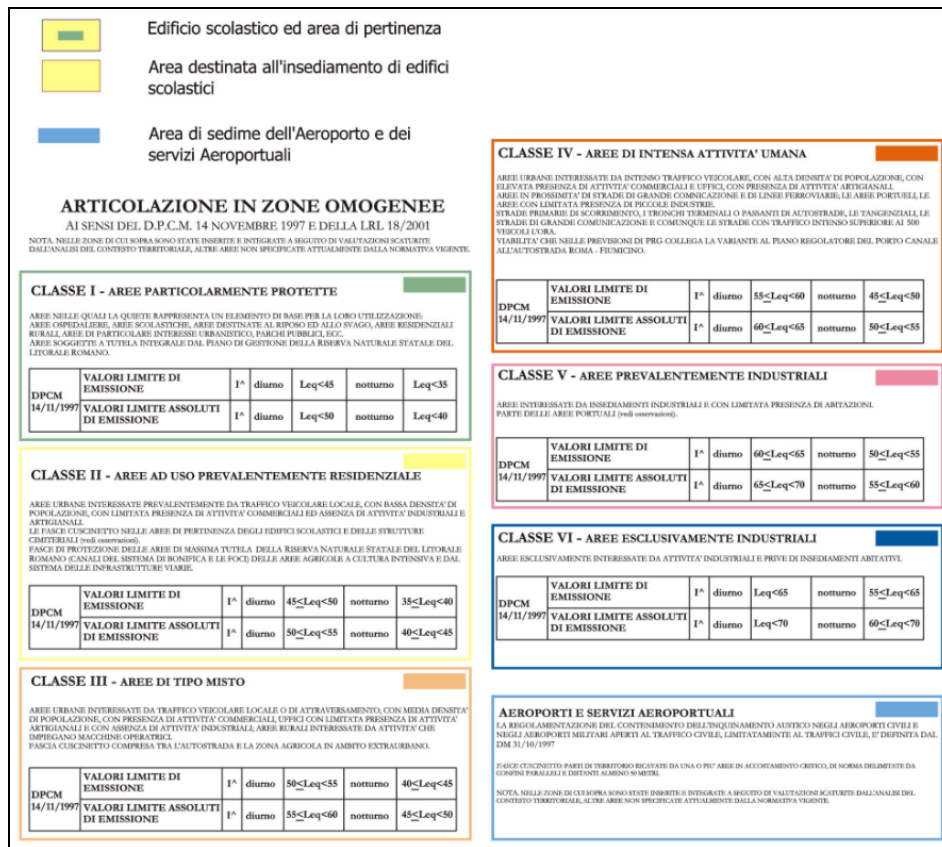 Edificio scolastico ed area di pertinenza
Area destinata all'insediamento di edifici
scolastici
Area di sedime dell'Aeroporto e dei
servizi Aeroportuali
ARTICOLAZIONE IN ZONE OMOGENEE
AI SENSI DEL D.P.C.M. 14 NOVEMBRE 1997 E DELLA LRL 18/2001
NOTA. NELLE ZONE DI CUI SOPRA SONO STATE INSERITE E INTEGRATE A SEGUITO DI VALUTAZIONI SCATURITE
DALL'ANALISI DEL CONTESTO TERRITORIALE, ALTRE AREE NON SPECIFICATE ATTUALMENTE DALLA NORMATIVA VIGENTE.
CLASSE I - AREE PARTICOLARMENTE PROTETTE
AREE NELLE QUALI LA QUIETE RAPPRESENTA UN ELEMENTO DI BASE PER LA LORO UTILIZZAZIONE:
AREE OSPEDALIERE, AREE SCOLASTICHE, AREE DESTINATE AL RIPOSO ED ALLO SVAGO, AREE RESIDENZIALI
RURALI, AREE DI PARTICOLARE INTERESSE URBANISTICO, PARCHI PUBBLICI, ECC.
AREE SOGGETTE A TUTELA INTEGRALE DAL PIANO DI GESTIONE DELLA RISERVA NATURALE STATALE DEL
LITORALE ROMANO.
DPCM
14/11/1997
VALORI LIMITE DI
EMISSIONE
I^ diurno Leq<45 notturno Leq<35
VALORI LIMITE ASSOLUTI
DI EMISSIONE
I^ diurno Leq<50 notturno Leq<40
CLASSE II - AREE AD USO PREVALENTEMENTE RESIDENZIALE
AREE URBANE INTERESSATE PREVALENTEMENTE DA TRAFFICO VEICOLARE LOCALE, CON BASSA DENSITA' DI
POPOLAZIONE, CON LIMITATA PRESENZA DI ATTIVITA' COMMERCIALI ED ASSENZA DI ATTIVITA' INDUSTRIALI E
ARTIGIANALI.
LE FASCE CUSCINETTO NELLE AREE DI PERTINENZA DEGLI EDIFICI SCOLASTICI E DELLE STRUTTURE
CIMITERIALI (vedi osservazioni).
FASCE DI PROTEZIONE DELLE AREE DI MASSIMA TUTELA DELLA RISERVA NATURALE STATALE DEL LITORALE
ROMANO (CANALI DEL SISTEMA DI BONIFICA E LE FOCI) DELLE AREE AGRICOLE A CULTURA INTENSIVA E DAL
SISTEMA DELLE INFRASTRUTTURE VIARIE.
DPCM
14/11/1997
VALORI LIMITE DI
EMISSIONE
I^ diurno 45≤Leq<50 notturno 35≤Leq<40
VALORI LIMITE ASSOLUTI
DI EMISSIONE
I^ diurno 50≤Leq<55 notturno 40≤Leq<45
CLASSE III - AREE DI TIPO MISTO
AREE URBANE INTERESSATE DA TRAFFICO VEICOLARE LOCALE O DI ATTRAVERSAMENTO, CON MEDIA DENSITA'
DI POPOLAZIONE, CON PRESENZA DI ATTIVITA' COMMERCIALI, UFFICI CON LIMITATA PRESENZA DI ATTIVITA'
ARTIGIANALI E CON ASSENZA DI ATTIVITA' INDUSTRIALI; AREE RURALI INTERESSATE DA ATTIVITA' CHE
IMPIEGANO MACCHINE OPERATRICI.
FASCIA CUSCINETTO COMPRESA TRA L'AUTOSTRADA E LA ZONA AGRICOLA IN AMBITO EXTRAURBANO.
DPCM
14/11/1997
VALORI LIMITE DI
EMISSIONE
I^ diurno 50≤Leq<55 notturno 40≤Leq<45
VALORI LIMITE ASSOLUTI
DI EMISSIONE
I^ diurno 55≤Leq<60 notturno 45≤Leq<50
CLASSE IV - AREE DI INTENSA ATTIVITA' UMANA
AREE URBANE INTERESSATE DA INTENSO TRAFFICO VEICOLARE, CON ALTA DENSITA' DI POPOLAZIONE, CON
ELEVATA PRESENZA DI ATTIVITA' COMMERCIALI E UFFICI, CON PRESENZA DI ATTIVITA' ARTIGIANALI.
AREE IN PROSSIMITA' DI STRADE DI GRANDE COMNICAZIONE E DI LINEE FERROVIARIE; LE AREE PORTUELI, LE
AREE CON LIMITATA PRESENZA DI PICCOLE INDUSTRIE.
STRADE PRIMARIE DI SCORRIMENTO, I TRONCHI TERMINALI O PASSANTI DI AUTOSTRADE, LE TANGENZIALI, LE
STRADE DI GRANDE COMUNICAZIONE E COMUNQUE LE STRADE CON TRAFFICO INTENSO SUPERIORE AI 500
VEICOLI L'ORA.
VIABILITA' CHE NELLE PREVISIONI DI PRG COLLEGA LA VARIANTE AL PIANO REGOLATORE DEL PORTO CANALE
ALL'AUTOSTRADA ROMA - FIUMICINO.
DPCM
14/11/1997
VALORI LIMITE DI
EMISSIONE
I^ diurno 55≤Leq<60 notturno 45≤Leq<50
VALORI LIMITE ASSOLUTI
DI EMISSIONE
I^ diurno 60≤Leq<65 notturno 50≤Leq<55
CLASSE V - AREE PREVALENTEMENTE INDUSTRIALI
AREE INTERESSATE DA INSEDIAMENTI INDUSTRIALI E CON LIMITATA PRESENZA DI ABITAZIONI.
PARTE DELLE AREE PORTUALI (vedi osservazioni).
DPCM
14/11/1997
VALORI LIMITE DI
EMISSIONE
I^ diurno 60≤Leq<65 notturno 50≤Leq<55
VALORI LIMITE ASSOLUTI
DI EMISSIONE
I^ diurno 65≤Leq<70 notturno 55≤Leq<60
CLASSE VI - AREE ESCLUSIVAMENTE INDUSTRIALI
AREE ESCLUSIVAMENTE INTERESSATE DA ATTIVITA' INDUSTRIALI E PRIVE DI INSEDIAMENTI ABITATIVI.
DPCM
14/11/1997
VALORI LIMITE DI
EMISSIONE
I^ diurno Leq<65 notturno 55≤Leq<65
VALORI LIMITE ASSOLUTI
DI EMISSIONE
I^ diurno Leq<70 notturno 60≤Leq<70
AEROPORTI E SERVIZI AEROPORTUALI
LA REGOLAMENTAZIONE DEL CONTENIMENTO DELL'INQUINAMENTO AUSTICO NEGLI AEROPORTI CIVILI E
NEGLI AEROPORTI MILITARI APERTI AL TRAFFICO CIVILE, LIMITATAMENTE AL TRAFFICI CIVILE, E' DEFINITA DAL
DM 31/10/1997
FASCE CUSCINETTO: PARTI DI TERRITORIO RICAVATE DA UNA O PIU' AREE IN ACCOSTAMENTO CRITICO, DI NORMA DELIMITATE DA
CONFINI PARALLELI E DISTANTI ALMENO 50 METRI.
NOTA. NELLE ZONE DI CUI SOPRA SONO STATE INSERITE E INTEGRATE A SEGUITO DI VALUTAZIONI SCATURITE DALL'ANALISI DEL
CONTESTO TERRITORIALE, ALTRE AREE NON SPECIFICATE ATTUALMENTE DALLA NORMATIVA VIGENTE.